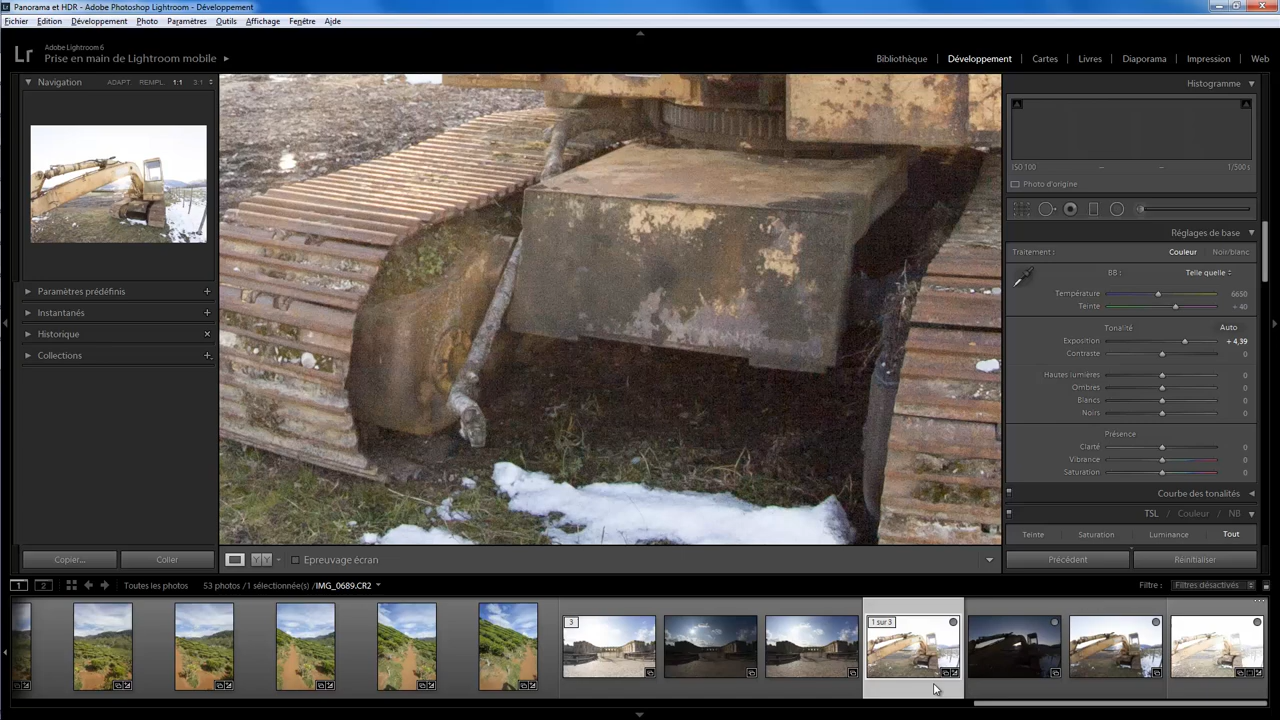 Panorama et HDR - Adobe Photoshop Lightroom - Développement
Fichier Edition Développement Photo Paramètres Outils Affichage Fenêtre Aide
Lr
Adobe Lightroom 6
Prise en main de Lightroom mobile
Bibliothèque Développement Cartes Livres Diaporama Impression Web
Navigation ADAPT REMPL. 1:1 3:1
Paramètres prédéfinis
Instantanés
Historique
Collections
Copier... Coller
Histogramme
ISO 100 1/500 s
Photo d'origine
Réglages de base
Traitement : Couleur Noir/blanc
BB : Telle quelle
Température 6650
Teinte + 40
Tonalité Auto
Exposition + 4,39
Contraste 0
Hautes lumières 0
Ombres 0
Blancs 0
Noirs 0
Présence
Clarté 0
Vibrance 0
Saturation 0
Courbe des tonalités
TSL / Couleur / NB
Teinte Saturation Luminance Tout
Précédent Réinitialiser
YY Epreuvage écran
1 2 Toutes les photos 53 photos /1 sélectionnée(s) /IMG_0689.CR2
Filtre : Filtres désactivés
3
1 sur 3